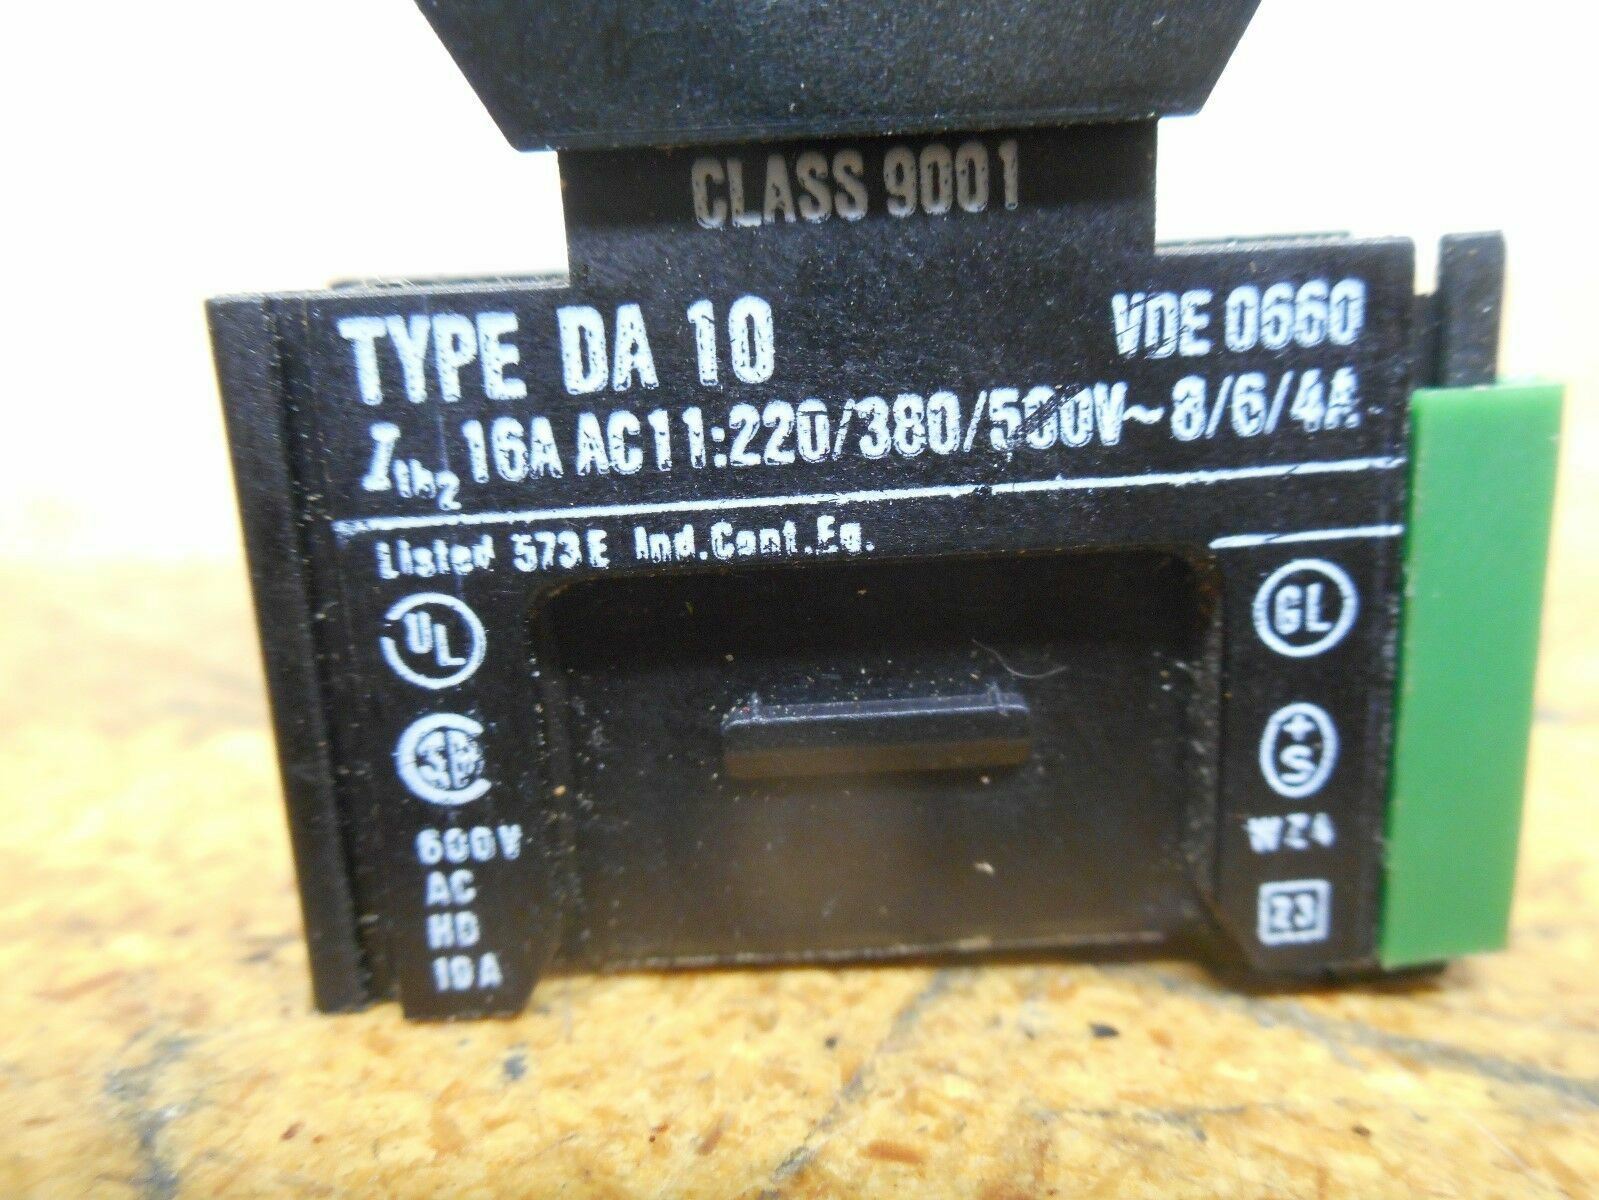 CLASS 9001
TYPE DA 10
VDE 0660
Ith2 16A AC11:220/380/500V~8/6/4A
Listed 573E Ind.Cont.Eq.
UL
GL
+S
600V
AC
HD
10A
WZ4
23